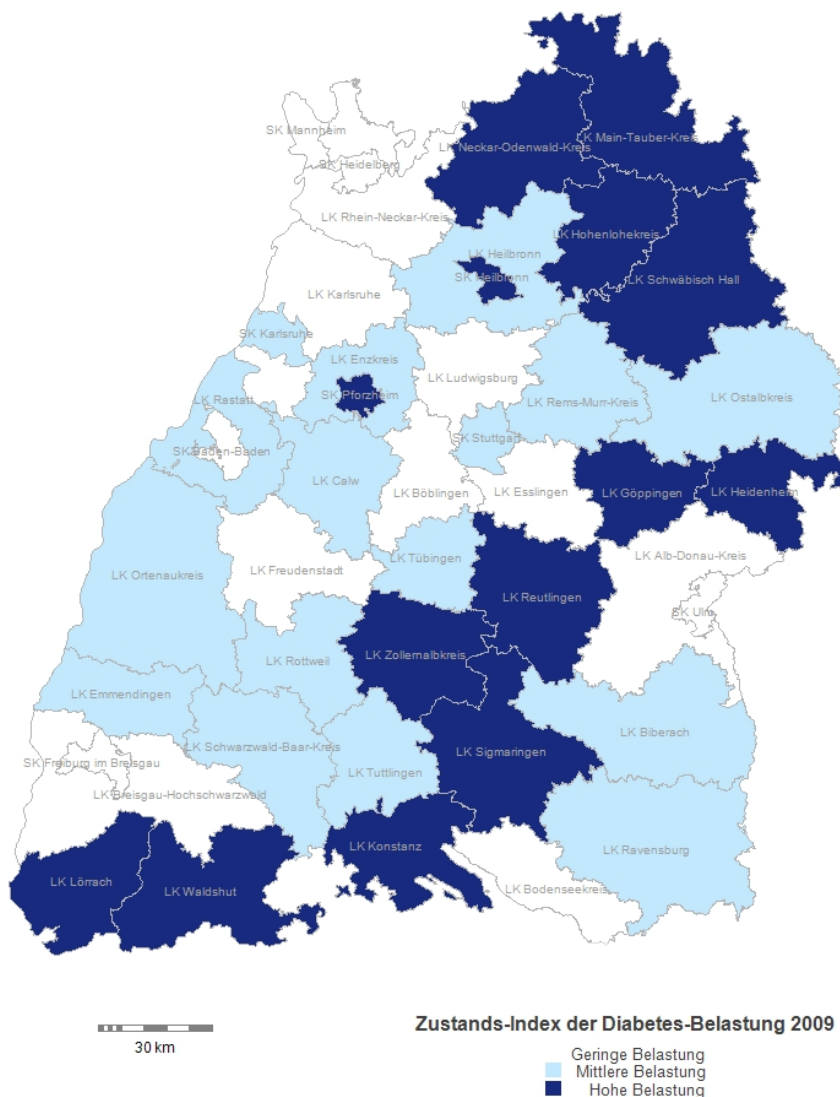 SK Mannheim
LK Main-Tauber-Kreis
LK Neckar-Odenwald-Kreis
SK Heidelberg
LK Rhein-Neckar-Kreis
LK Hohenlohekreis
LK Heilbronn
SK Heilbronn
LK Karlsruhe
LK Schwäbisch Hall
SK Karlsruhe
LK Enzkreis
LK Ludwigsburg
SK Pforzheim
LK Rastatt
LK Rems-Murr-Kreis
LK Ostalbkreis
SK Stuttgart
SK Baden-Baden
LK Calw
LK Böblingen
LK Esslingen
LK Göppingen
LK Heidenheim
LK Alb-Donau-Kreis
LK Tübingen
LK Freudenstadt
LK Ortenaukreis
LK Reutlingen
SK Ulm
LK Zollernalbkreis
LK Rottweil
LK Emmendingen
LK Biberach
LK Schwarzwald-Baar-Kreis
LK Sigmaringen
SK Freiburg im Breisgau
LK Tuttlingen
LK Breisgau-Hochschwarzwald
LK Konstanz
LK Ravensburg
LK Lörrach
LK Waldshut
LK Bodenseekreis
30 km
Zustands-Index der Diabetes-Belastung 2009
Geringe Belastung
Mittlere Belastung
Hohe Belastung